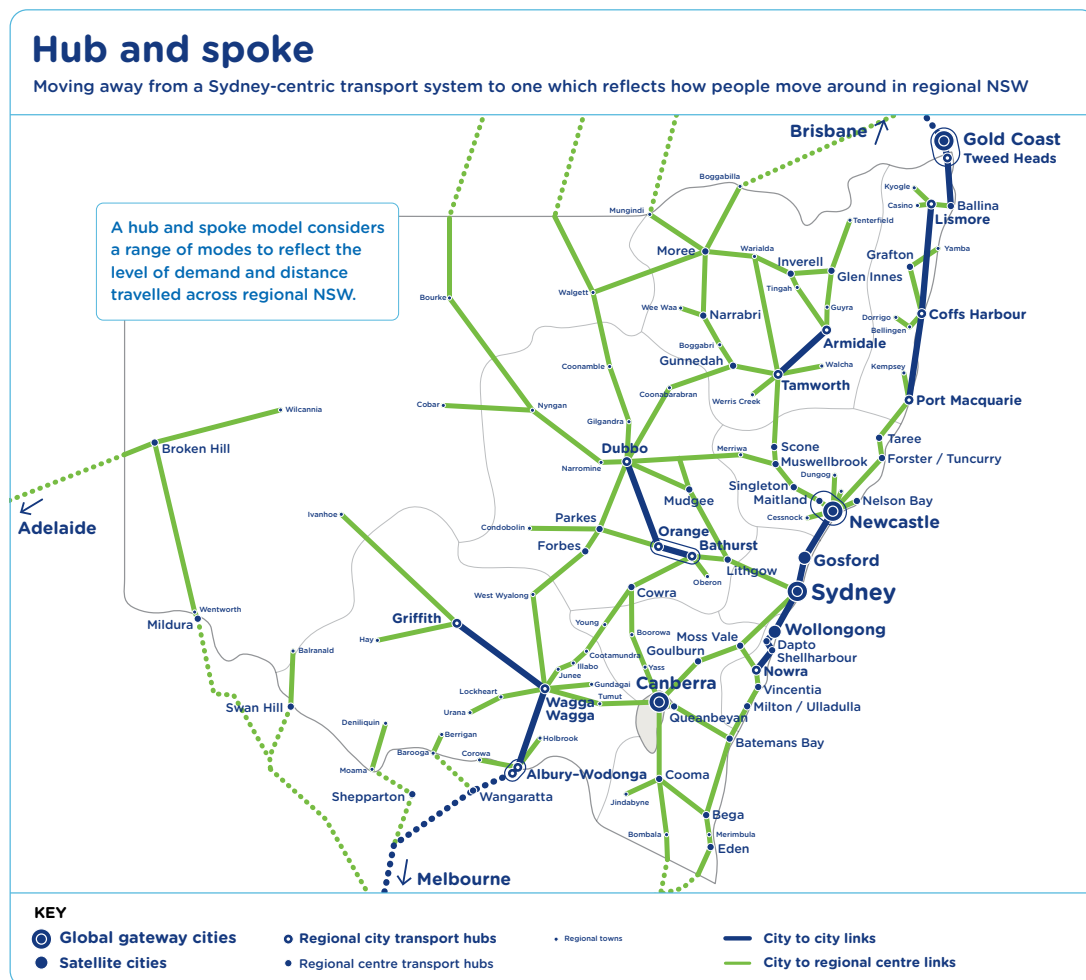 Hub and spoke
Moving away from a Sydney-centric transport system to one which reflects how people move around in regional NSW
Brisbane
Gold Coast
Tweed Heads
Boggabilla
Kyogle
Casino
Ballina
Lismore
Mungindi
Tenterfield
A hub and spoke model considers
a range of modes to reflect the
level of demand and distance
travelled across regional NSW.
Moree
Warialda
Inverell
Grafton
Yamba
Glen Innes
Tingah
Bourke
Walgett
Wee Waa
Narrabri
Guyra
Dorrigo
Coffs Harbour
Bellingen
Armidale
Boggabri
Gunnedah
Coonamble
Walcha
Kempsey
Tamworth
Coonabarabran
Werris Creek
Port Macquarie
Cobar
Nyngan
Wilcannia
Gilgandra
Broken Hill
Dubbo
Taree
Scone
Merriwa
Forster / Tuncurry
Narromine
Muswellbrook
Dungog
Singleton
Maitland
Nelson Bay
Mudgee
Cessnock
Newcastle
Adelaide
Ivanhoe
Condobolin
Parkes
Orange
Forbes
Bathurst
Gosford
Lithgow
Oberon
Sydney
West Wyalong
Cowra
Wentworth
Mildura
Griffith
Young
Boorowa
Moss Vale
Wollongong
Hay
Dapto
Goulburn
Shellharbour
Balranald
Cootamundra
Illabo
Junee
Yass
Nowra
Canberra
Gundagai
Lockheart
Tumut
Vincentia
Wagga
Wagga
Swan Hill
Urana
Milton / Ulladulla
Queanbeyan
Deniliquin
Berrigan
Holbrook
Batemans Bay
Barooga
Corowa
Moama
Albury–Wodonga
Cooma
Shepparton
Wangaratta
Jindabyne
Bega
Bombala
Merimbula
Eden
Melbourne
KEY
Global gateway cities
Regional city transport hubs
Regional towns
City to city links
Satellite cities
Regional centre transport hubs
City to regional centre links